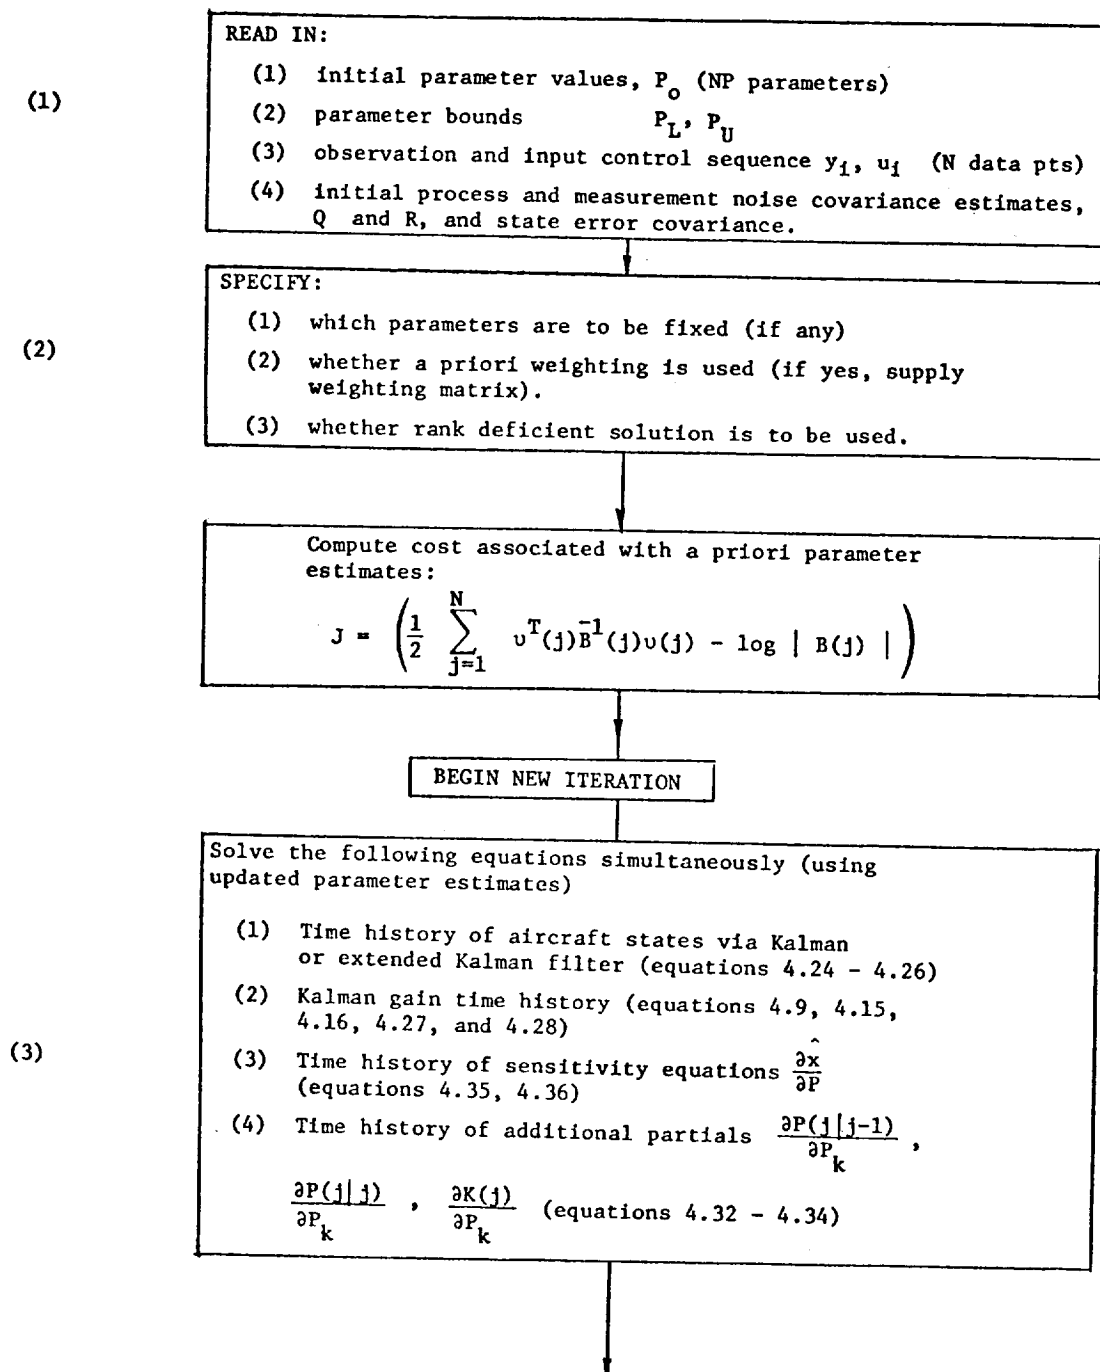 READ IN:
(1) initial parameter values, P_o (NP parameters)
(1)
(2) parameter bounds P_L, P_U
(3) observation and input control sequence y_i, u_i (N data pts)
(4) initial process and measurement noise covariance estimates,
Q and R, and state error covariance.
SPECIFY:
(1) which parameters are to be fixed (if any)
(2)
(2) whether a priori weighting is used (if yes, supply
weighting matrix).
(3) whether rank deficient solution is to be used.
Compute cost associated with a priori parameter
estimates:
J = ( \frac{1}{2} \sum_{j=1}^{N} υ^T(j)B^{-1}(j)υ(j) - log | B(j) | )
BEGIN NEW ITERATION
Solve the following equations simultaneously (using
updated parameter estimates)
(1) Time history of aircraft states via Kalman
or extended Kalman filter (equations 4.24 - 4.26)
(2) Kalman gain time history (equations 4.9, 4.15,
4.16, 4.27, and 4.28)
(3)
(3) Time history of sensitivity equations \frac{∂\hat{x}}{∂P}
(equations 4.35, 4.36)
(4) Time history of additional partials \frac{∂P(j|j-1)}{∂P_k} ,
\frac{∂P(j|j)}{∂P_k} , \frac{∂K(j)}{∂P_k} (equations 4.32 - 4.34)